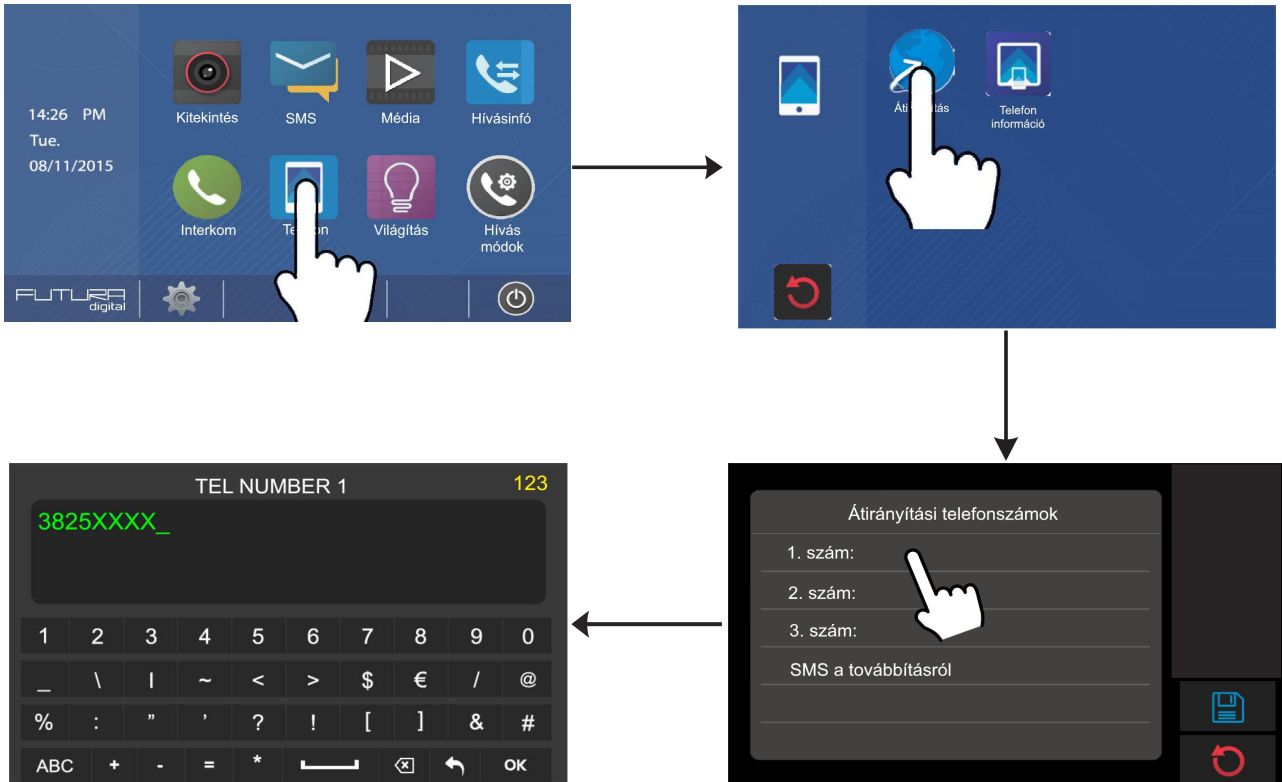 14:26 PM
Tue.
08/11/2015
Kitekintés
SMS
Média
Hívásinfó
Interkom
Világítás
Hívás
módok
FUTURA
digital
Telefon
információ
Átirányítási telefonszámok
1. szám:
2. szám:
3. szám:
SMS a továbbításról
TEL NUMBER 1
123
3825XXXX_
1 2 3 4 5 6 7 8 9 0
_ \ | ~ < > $ € / @
% : " ' ? ! [ ] & #
ABC + - = * OK